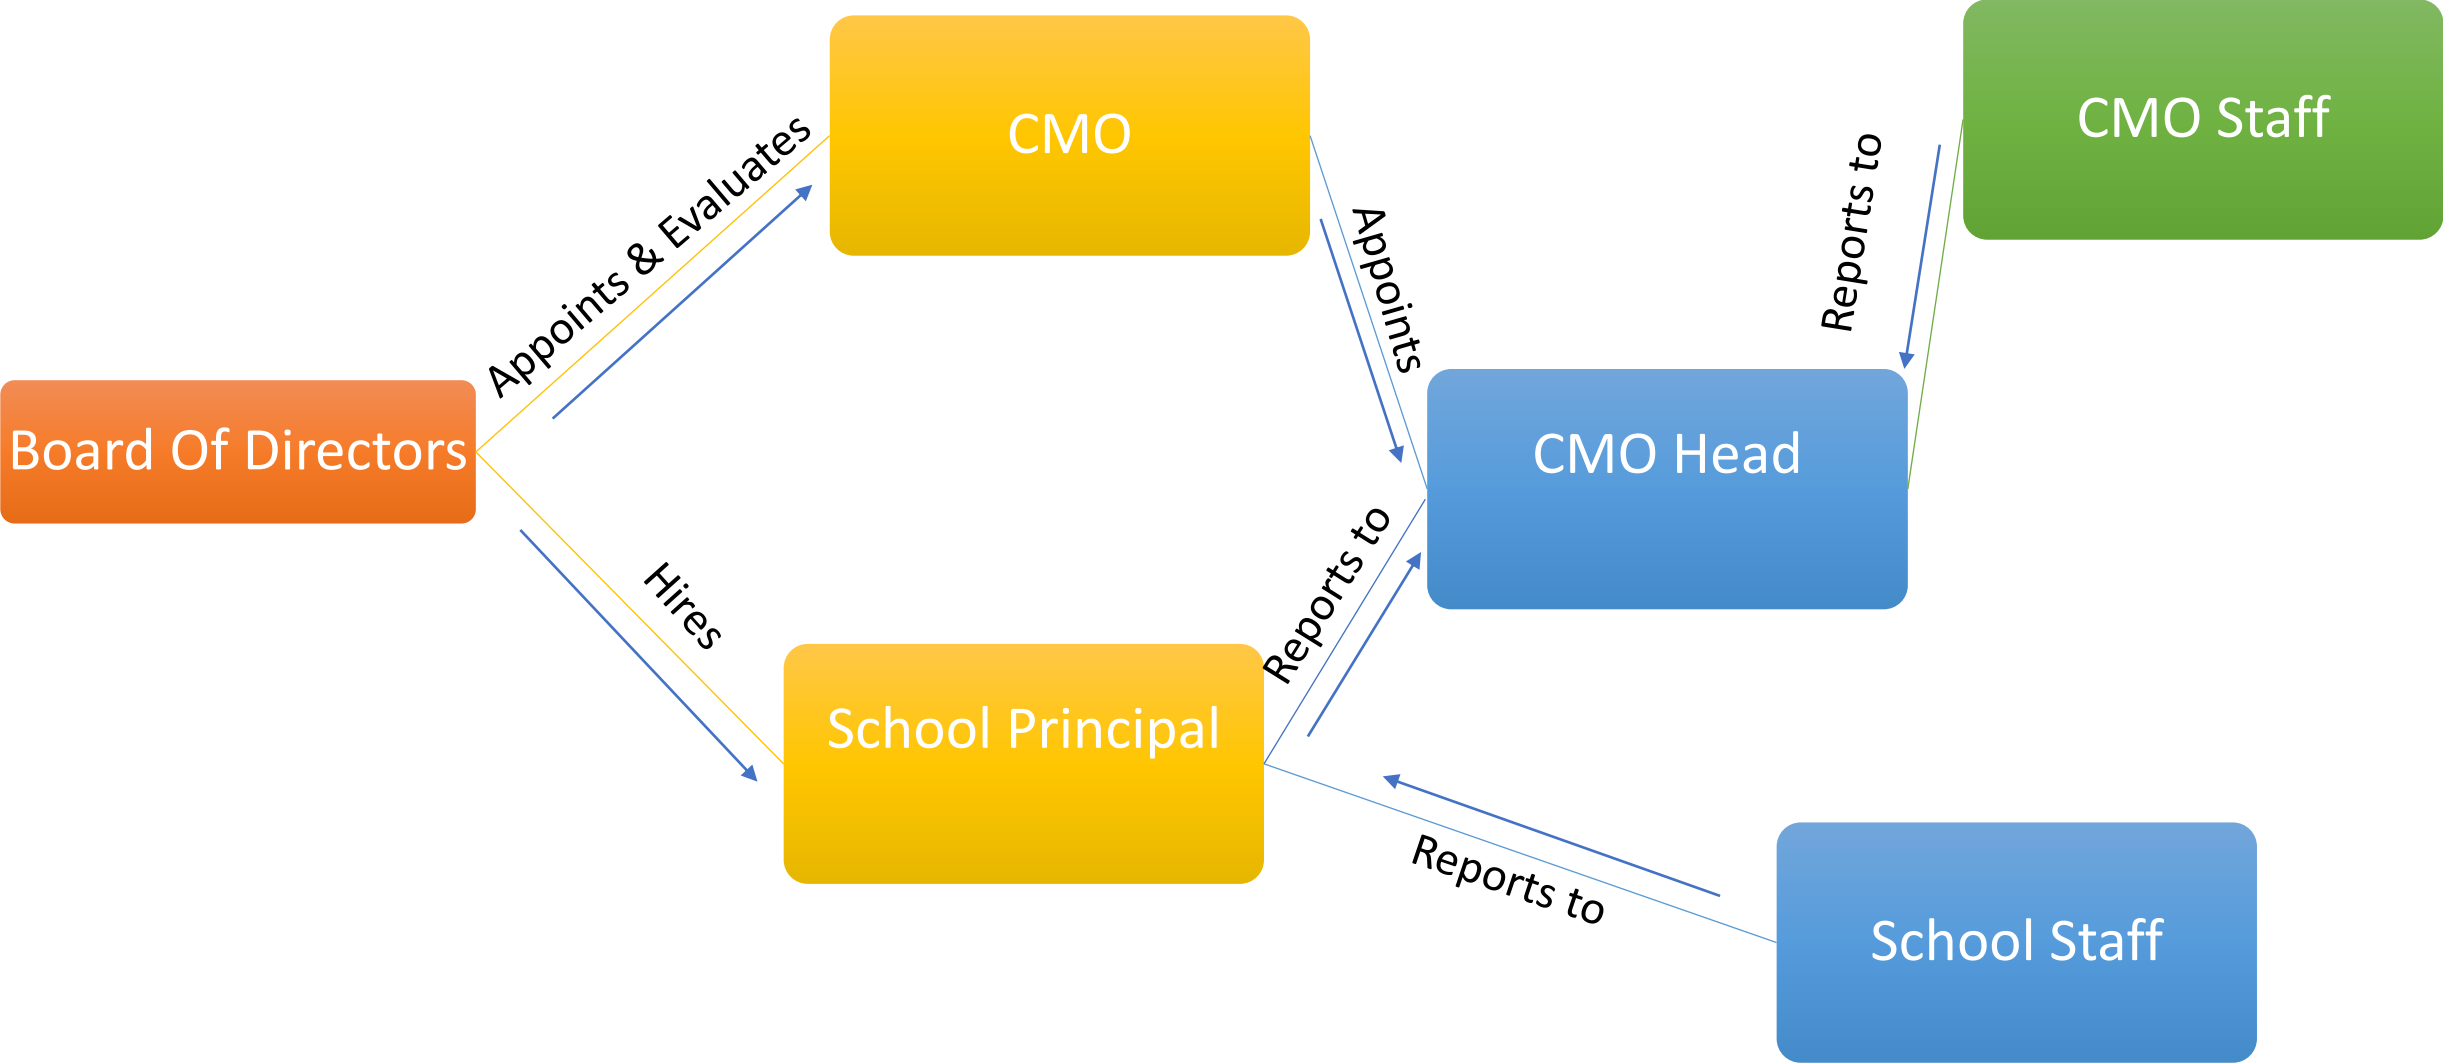 CMO
CMO Staff
Appoints & Evaluates
Appoints
Reports to
Board Of Directors
CMO Head
Hires
Reports to
School Principal
Reports to
School Staff